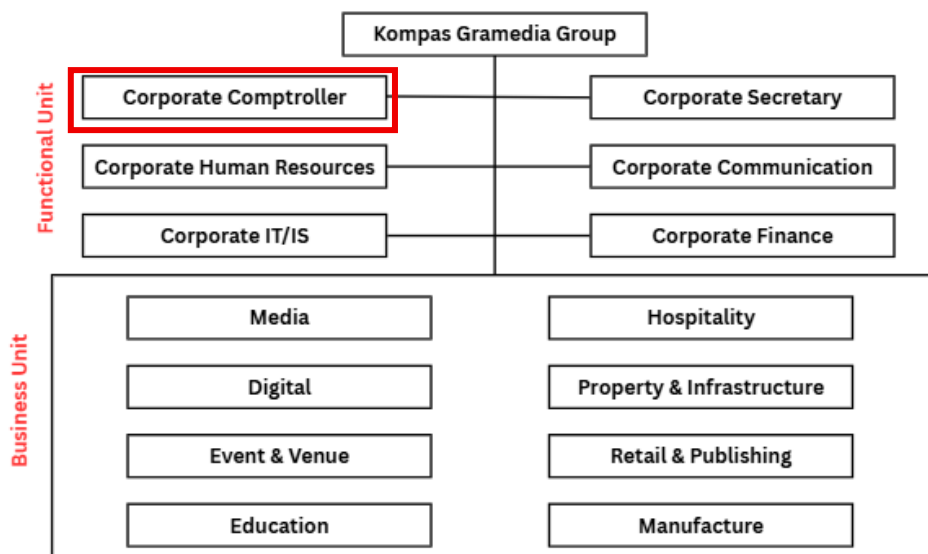 Kompas Gramedia Group
Functional Unit
Corporate Comptroller
Corporate Secretary
Corporate Human Resources
Corporate Communication
Corporate IT/IS
Corporate Finance
Business Unit
Media
Hospitality
Digital
Property & Infrastructure
Event & Venue
Retail & Publishing
Education
Manufacture